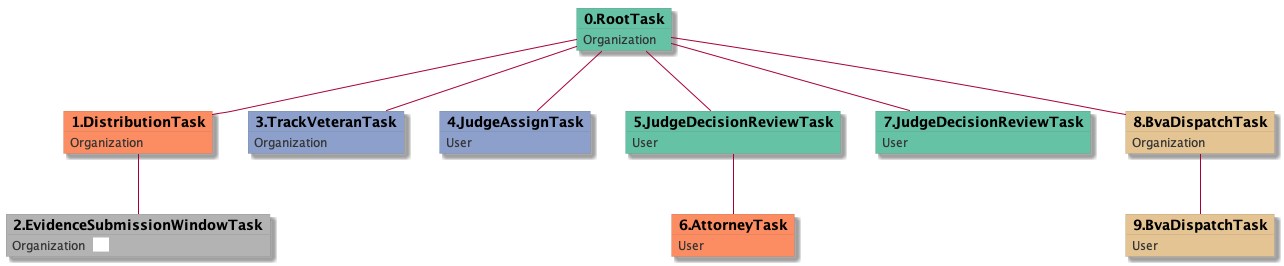 0.RootTask
Organization
1.DistributionTask
Organization
3.TrackVeteranTask
Organization
4.JudgeAssignTask
User
5.JudgeDecisionReviewTask
User
7.JudgeDecisionReviewTask
User
8.BvaDispatchTask
Organization
2.EvidenceSubmissionWindowTask
Organization
6.AttorneyTask
User
9.BvaDispatchTask
User